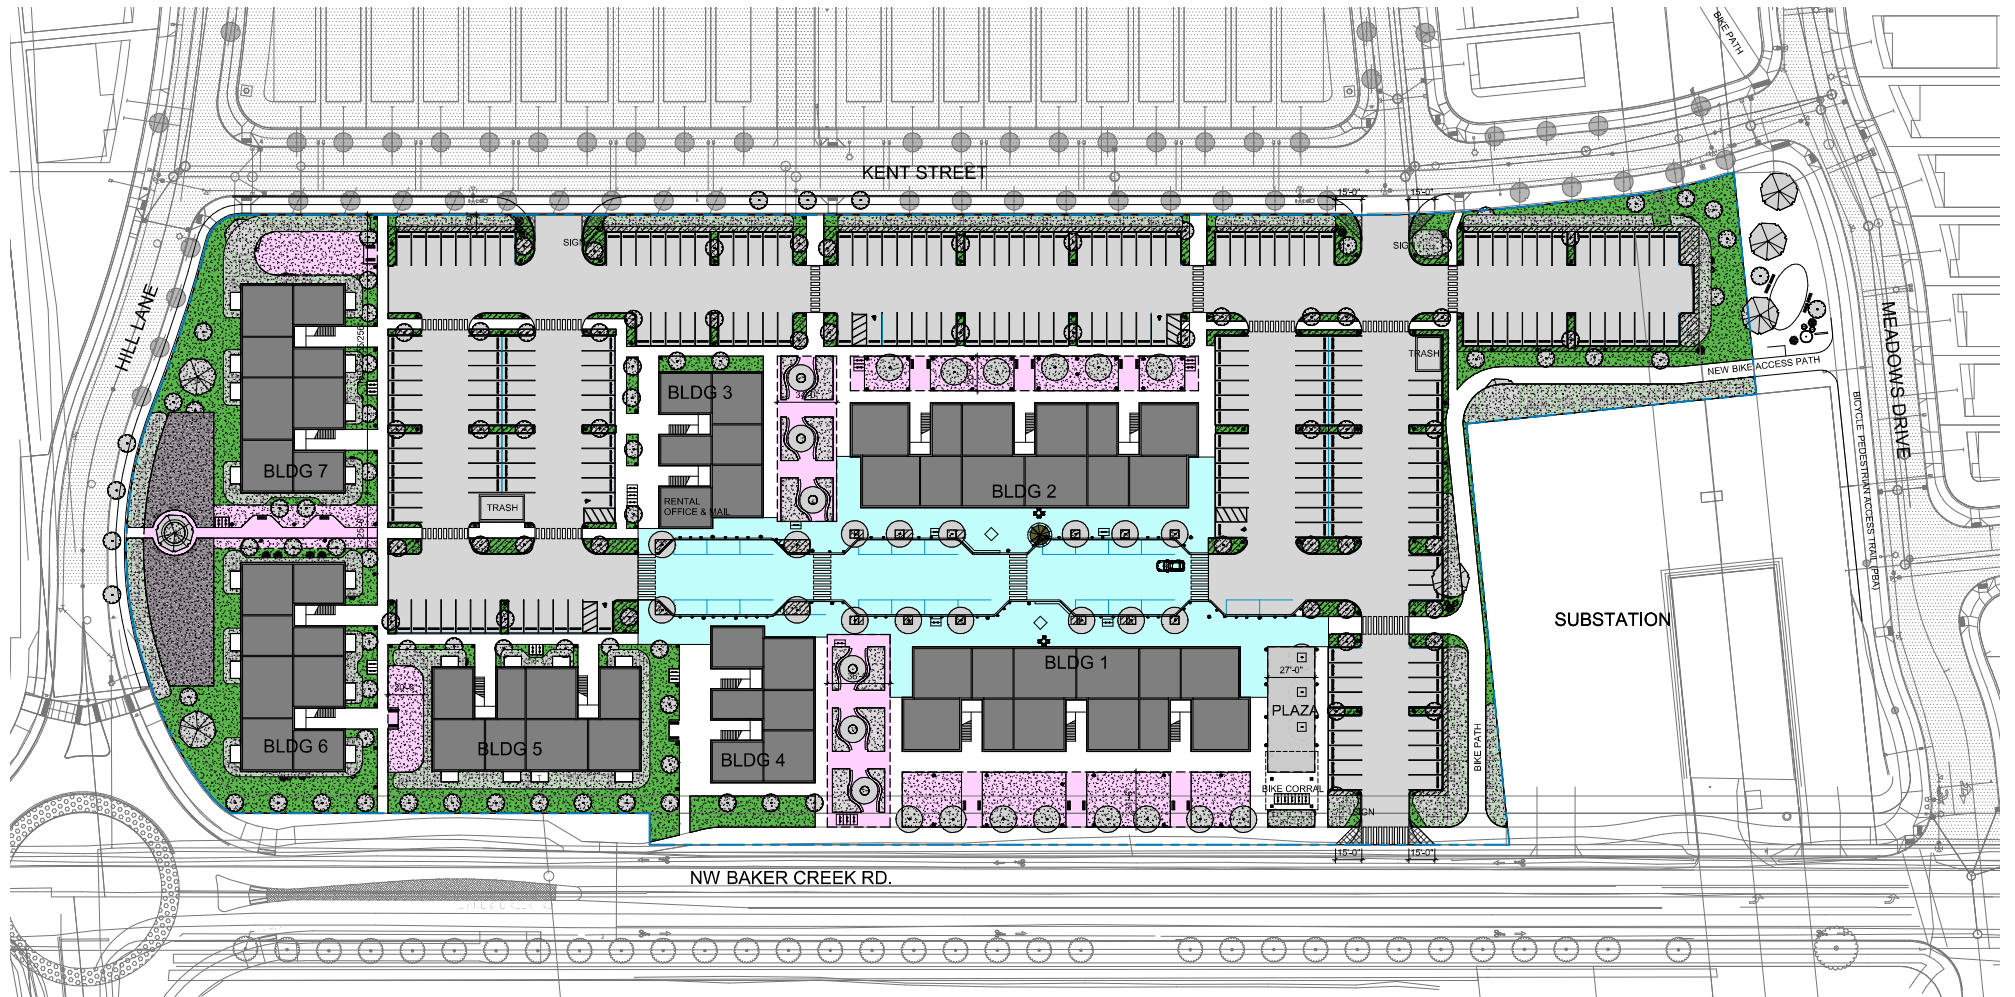 BIKE PATH
KENT STREET
15'-0"
15'-0"
SIGN
SIGN
HILL LANE
MEADOWS DRIVE
TRASH
NEW BIKE ACCESS PATH
BLDG 3
BLDG 7
BLDG 2
RENTAL
OFFICE & MAIL
TRASH
BICYCLE PEDESTRIAN ACCESS TRAIL (PBA)
SUBSTATION
BLDG 1
27'-0"
PLAZA
BLDG 6
BLDG 5
BLDG 4
BIKE PATH
BIKE CORRAL
15'-0"
15'-0"
NW BAKER CREEK RD.